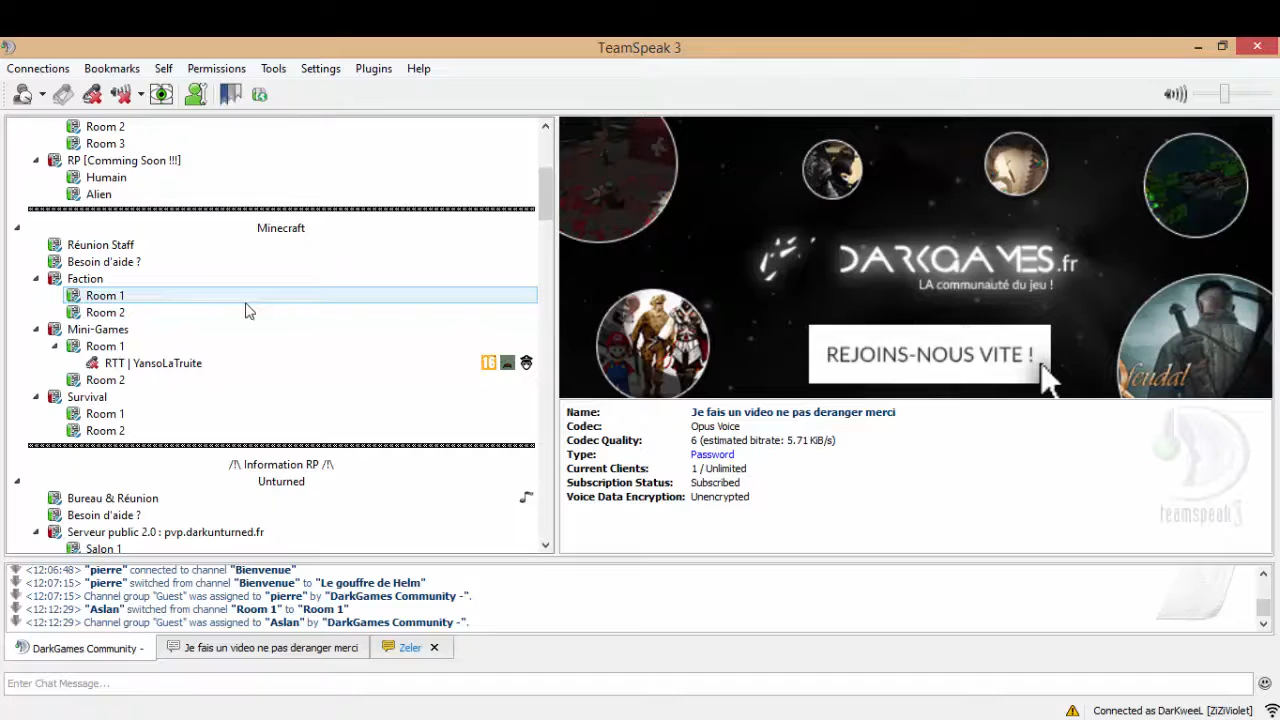 TeamSpeak 3
Connections Bookmarks Self Permissions Tools Settings Plugins Help
Room 2
Room 3
RP [Comming Soon !!!]
Humain
Alien
Minecraft
Réunion Staff
Besoin d'aide ?
Faction
Room 1
Room 2
Mini-Games
Room 1
RTT | YansoLaTruite 16
Room 2
Survival
Room 1
Room 2
/!\ Information RP /!\
Unturned
Bureau & Réunion
Besoin d'aide ?
Serveur public 2.0 : pvp.darkunturned.fr
Salon 1
DARKGAMES.fr
LA communauté du jeu !
REJOINS-NOUS VITE !
feudal
Name: Je fais un video ne pas deranger merci
Codec: Opus Voice
Codec Quality: 6 (estimated bitrate: 5.71 KiB/s)
Type: Password
Current Clients: 1 / Unlimited
Subscription Status: Subscribed
Voice Data Encryption: Unencrypted
teamspeak 3
<12:06:48> "pierre" connected to channel "Bienvenue"
<12:07:15> "pierre" switched from channel "Bienvenue" to "Le gouffre de Helm"
<12:07:15> Channel group "Guest" was assigned to "pierre" by "DarkGames Community -".
<12:12:29> "Aslan" switched from channel "Room 1" to "Room 1"
<12:12:29> Channel group "Guest" was assigned to "Aslan" by "DarkGames Community -".
DarkGames Community - Je fais un video ne pas deranger merci Zeler
Enter Chat Message...
Connected as DarKweeL [ZiZiViolet]